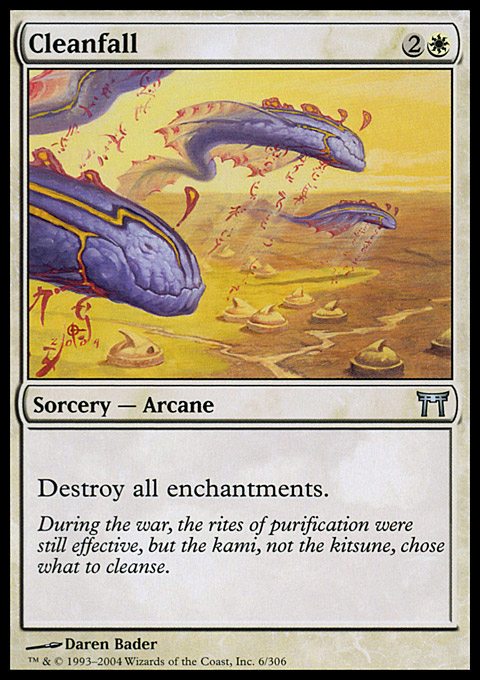 Cleanfall 2
Sorcery — Arcane
Destroy all enchantments.
During the war, the rites of purification were
still effective, but the kami, not the kitsune, chose
what to cleanse.
Daren Bader
™ & © 1993–2004 Wizards of the Coast, Inc. 6/306